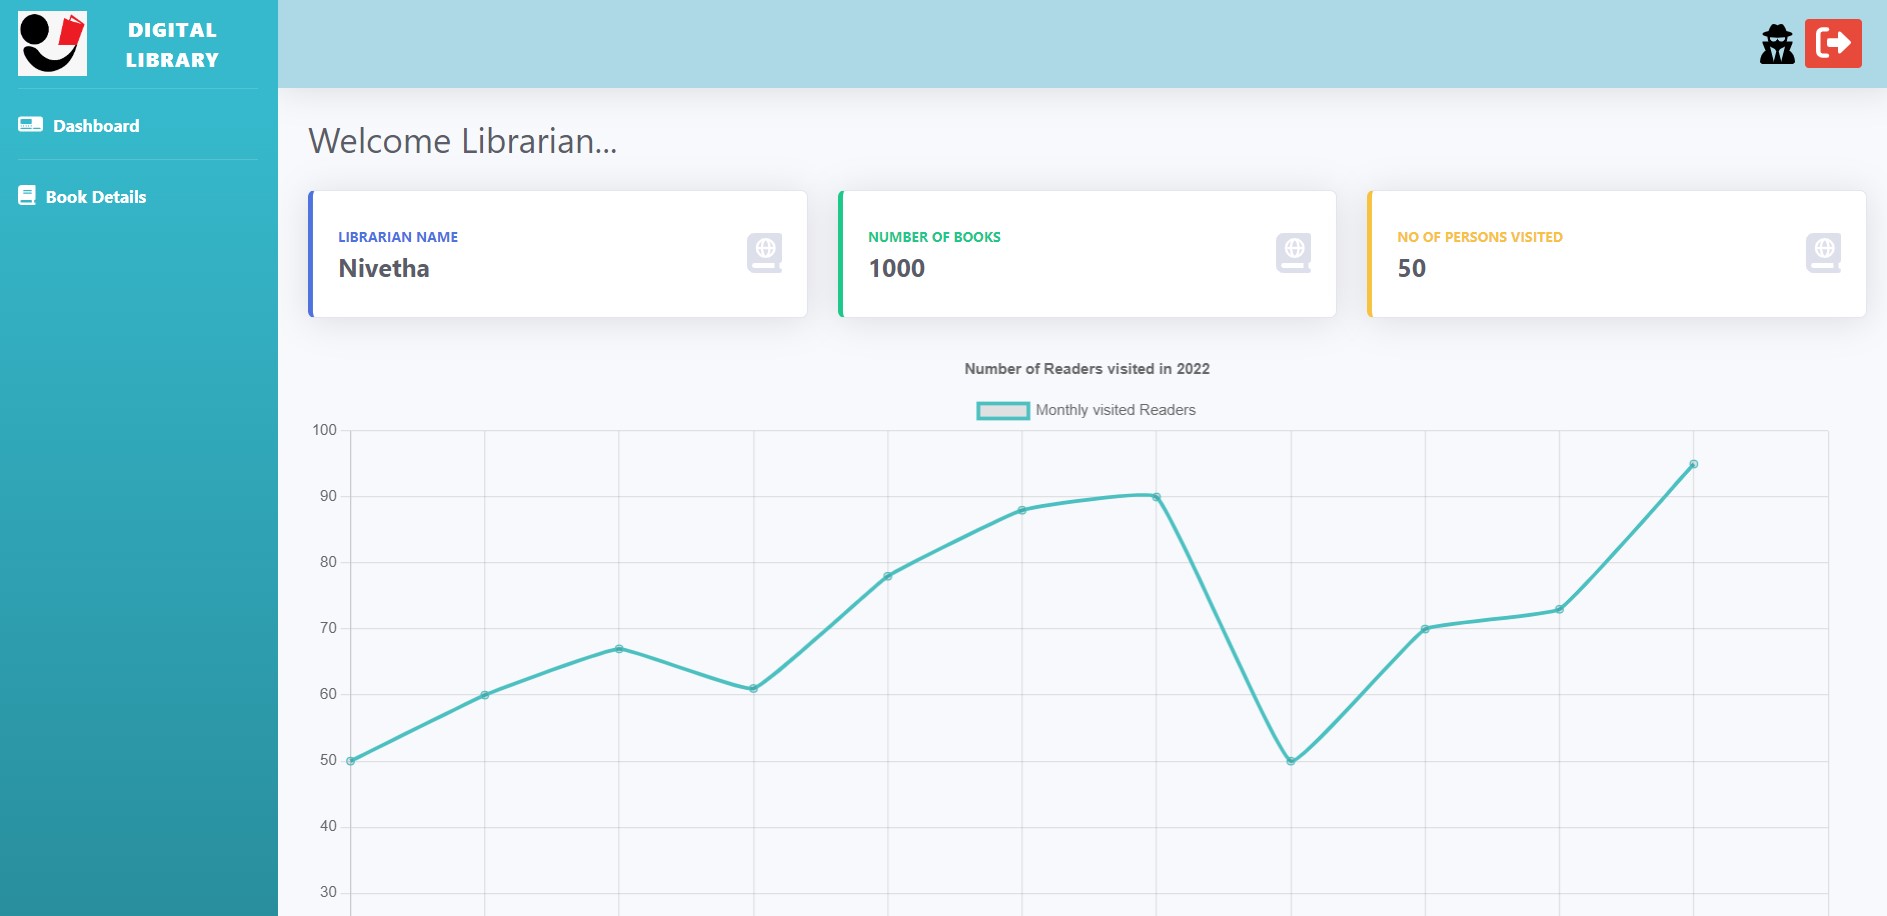 DIGITAL
LIBRARY
Dashboard
Book Details
Welcome Librarian...
LIBRARIAN NAME
Nivetha
NUMBER OF BOOKS
1000
NO OF PERSONS VISITED
50
Number of Readers visited in 2022
Monthly visited Readers
100
90
80
70
60
50
40
30